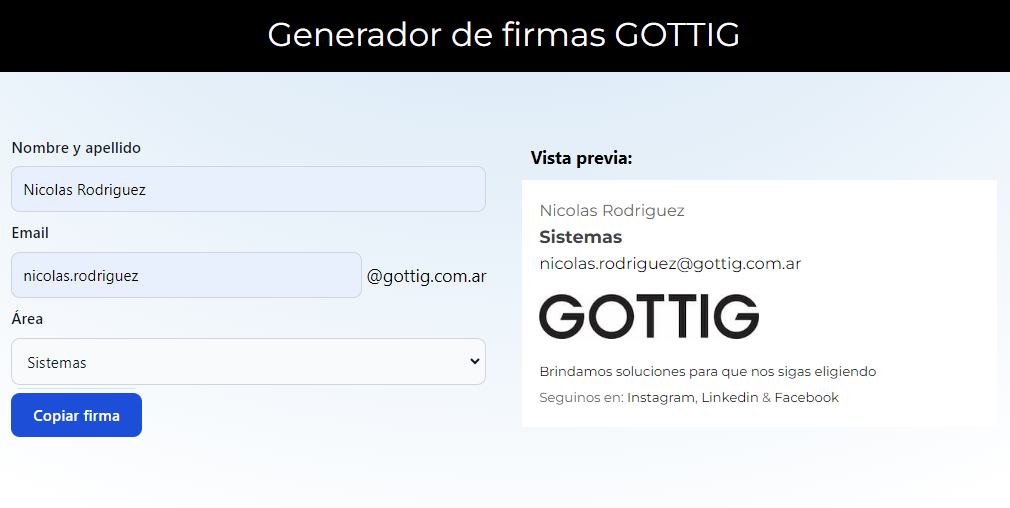 Generador de firmas GOTTIG
Nombre y apellido
Nicolas Rodriguez
Email
nicolas.rodriguez @gottig.com.ar
Área
Sistemas
Copiar firma
Vista previa:
Nicolas Rodriguez
Sistemas
nicolas.rodriguez@gottig.com.ar
GOTTIG
Brindamos soluciones para que nos sigas eligiendo
Seguinos en: Instagram, Linkedin & Facebook